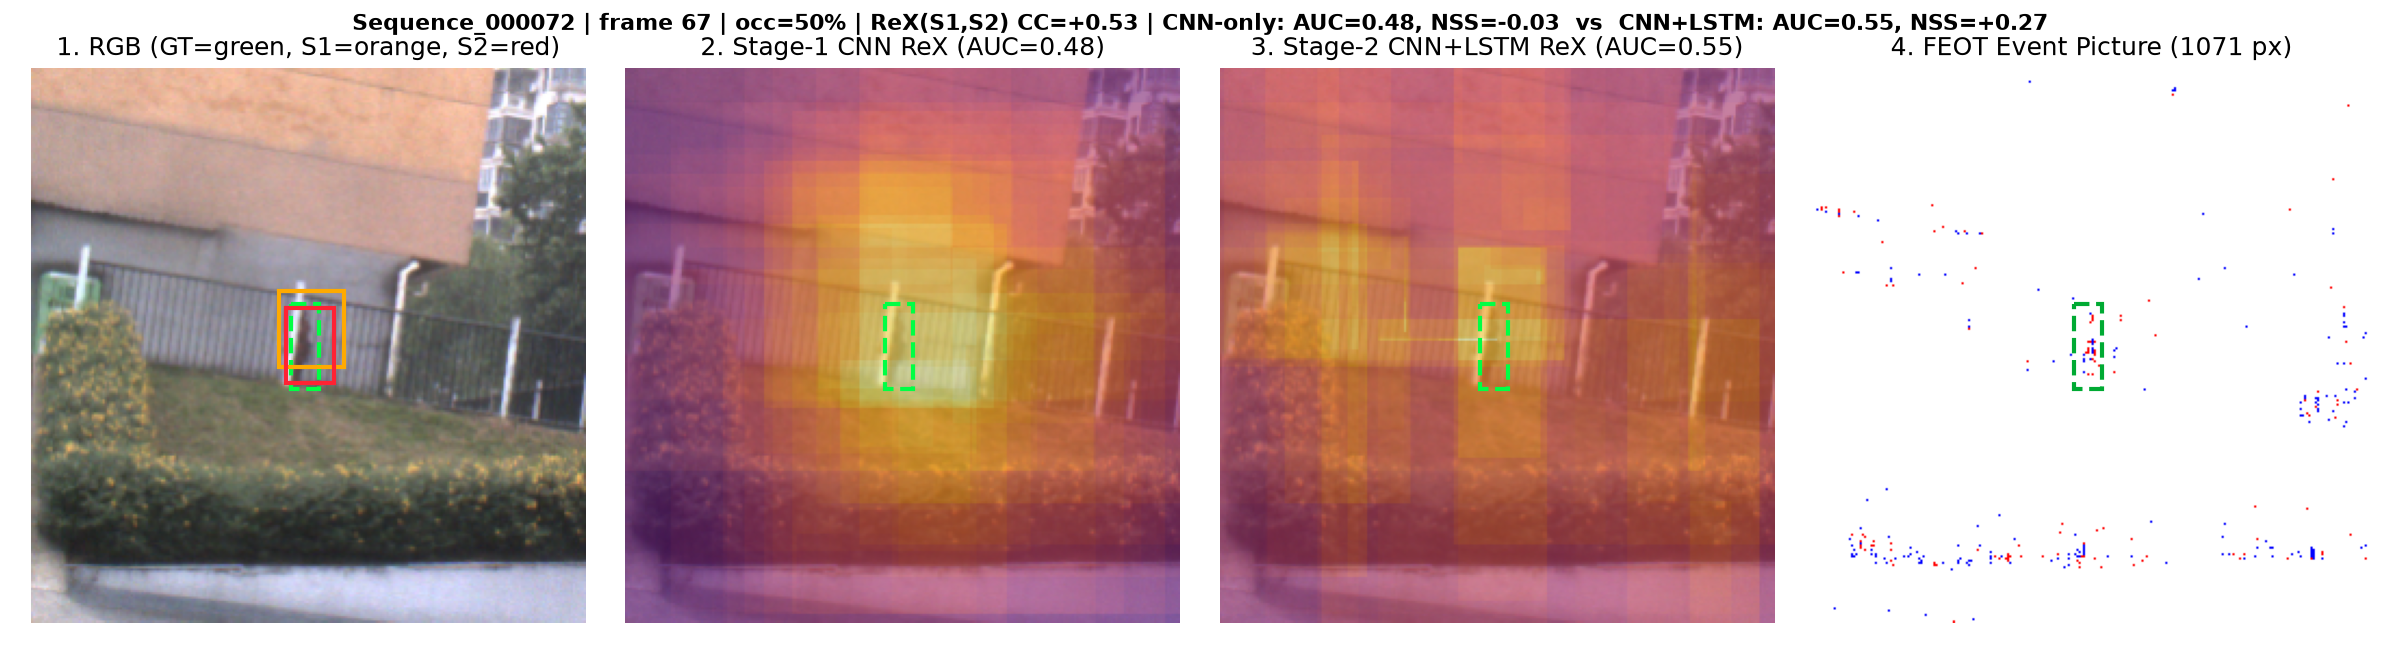 Sequence_000072 | frame 67 | occ=50% | ReX(S1,S2) CC=+0.53 | CNN-only: AUC=0.48, NSS=-0.03 vs CNN+LSTM: AUC=0.55, NSS=+0.27
1. RGB (GT=green, S1=orange, S2=red)
2. Stage-1 CNN ReX (AUC=0.48)
3. Stage-2 CNN+LSTM ReX (AUC=0.55)
4. FEOT Event Picture (1071 px)